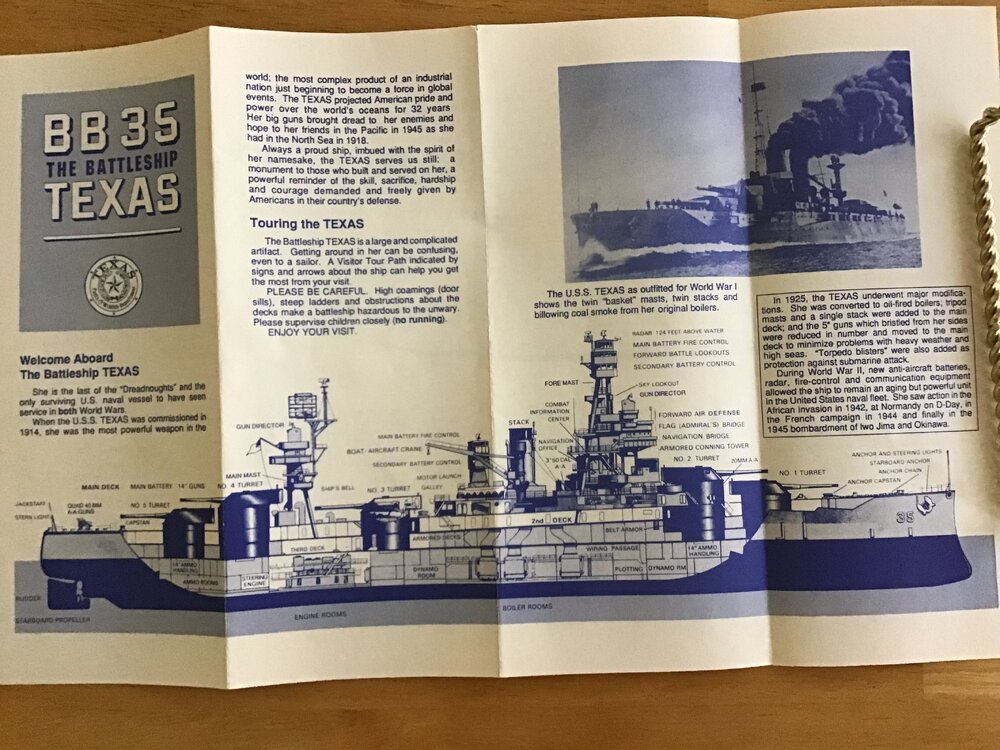 BB 35
THE BATTLESHIP
TEXAS
TEXAS
Welcome Aboard
The Battleship TEXAS
She is the last of the "Dreadnoughts" and the
only surviving U.S. naval vessel to have seen
service in both World Wars.
When the U.S.S. TEXAS was commissioned in
1914, she was the most powerful weapon in the
world; the most complex product of an industrial
nation just beginning to become a force in global
events. The TEXAS projected American pride and
power over the world's oceans for 32 years
Her big guns brought dread to her enemies and
hope to her friends in the Pacific in 1945 as she
had in the North Sea in 1918.
Always a proud ship, imbued with the spirit of
her namesake, the TEXAS serves us still: a
monument to those who built and served on her, a
powerful reminder of the skill, sacrifice, hardship
and courage demanded and freely given by
Americans in their country's defense.
Touring the TEXAS
The Battleship TEXAS is a large and complicated
artifact. Getting around in her can be confusing,
even to a sailor. A Visitor Tour Path indicated by
signs and arrows about the ship can help you get
the most from your visit.
PLEASE BE CAREFUL. High coamings (door
sills), steep ladders and obstructions about the
decks make a battleship hazardous to the unwary.
Please supervise children closely (no running).
ENJOY YOUR VISIT.
The U.S.S. TEXAS as outfitted for World War I
shows the twin "basket" masts, twin stacks and
billowing coal smoke from her original boilers.
In 1925, the TEXAS underwent major modifica-
tions. She was converted to oil-fired boilers; tripod
masts and a single stack were added to the main
deck; and the 5" guns which bristled from her sides
were reduced in number and moved to the main
deck to minimize problems with heavy weather and
high seas. "Torpedo blisters" were also added as
protection against submarine attack.
During World War II, new anti-aircraft batteries,
radar, fire-control and communication equipment
allowed the ship to remain an aging but powerful unit
in the United States naval fleet. She saw action in the
African invasion in 1942, at Normandy on D-Day, in
the French campaign in 1944 and finally in the
1945 bombardment of Iwo Jima and Okinawa.
RADAR 124 FEET ABOVE WATER
MAIN BATTERY FIRE CONTROL
FORWARD BATTLE LOOKOUTS
SECONDARY BATTERY CONTROL
FORE MAST
SKY LOOKOUT
GUN DIRECTOR
COMBAT
INFORMATION
CENTER
FORWARD AIR DEFENSE
FLAG (ADMIRAL'S) BRIDGE
NAVIGATION BRIDGE
ARMORED CONNING TOWER
NO. 2 TURRET
20MM A-A
NO. 1 TURRET
ANCHOR AND STEERING LIGHTS
STARBOARD ANCHOR
ANCHOR CHAIN
ANCHOR CAPSTAN
STACK
NAVIGATION
OFFICE
3" 50 CAL
A-A
GUN DIRECTOR
MAIN BATTERY FIRE CONTROL
BOAT-AIRCRAFT CRANE
SECONDARY BATTERY CONTROL
MOTOR LAUNCH
GALLEY
MAIN MAST
NO. 4 TURRET
SHIP'S BELL
NO. 3 TURRET
MAIN DECK
MAIN BATTERY 14" GUNS
JACKSTAFF
STERN LIGHT
QUAD 40 MM
A-A GUNS
NO. 5 TURRET
CAPSTAN
2nd DECK
BELT ARMOR
ARMORED DECKS
THIRD DECK
WIRING PASSAGE
14" AMMO
HANDLING
14" AMMO
HANDLING
AMMO ROOMS
STEERING
ENGINE
DYNAMO
ROOM
PLOTTING
DYNAMO RM
35
RUDDER
STARBOARD PROPELLER
ENGINE ROOMS
BOILER ROOMS